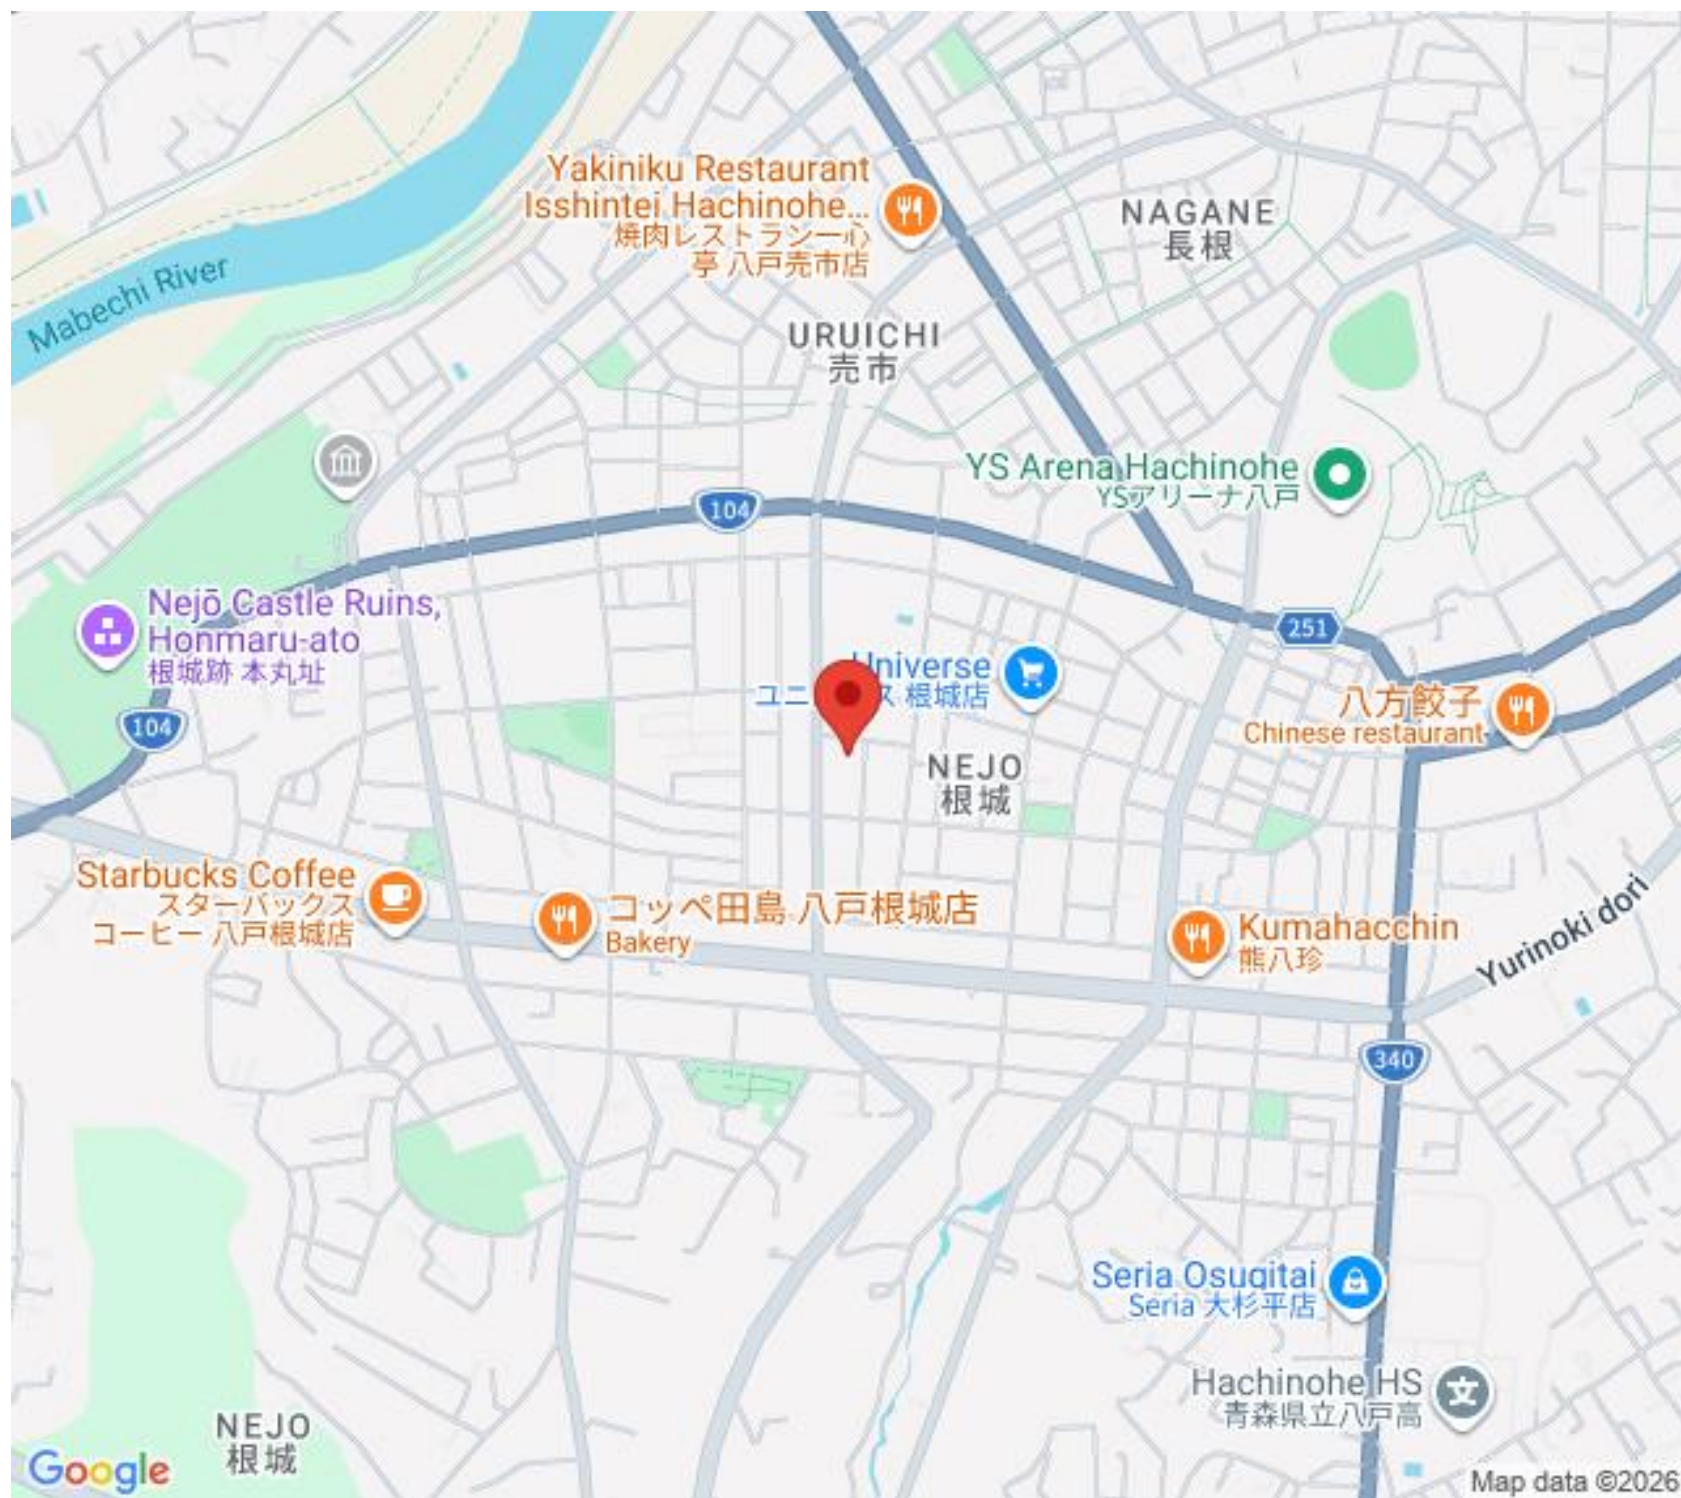 Yakiniku Restaurant
Isshintei Hachinohe...
焼肉レストラン一心
亭 八戸売市店
NAGANE
長根
Mabechi River
URUICHI
売市
YS Arena Hachinohe
YSアリーナ八戸
104
Nejō Castle Ruins,
Honmaru-ato
根城跡 本丸址
251
Universe
ユニ ス 根城店
八方餃子
Chinese restaurant
104
NEJO
根城
Starbucks Coffee
スターバックス
コーヒー 八戸根城店
コッペ田島 八戸根城店
Bakery
Kumahacchin
熊八珍
Yurinoki dori
340
Seria Osugitai
Seria 大杉平店
Hachinohe HS
青森県立八戸高
文
NEJO
根城
Google
Map data ©2026